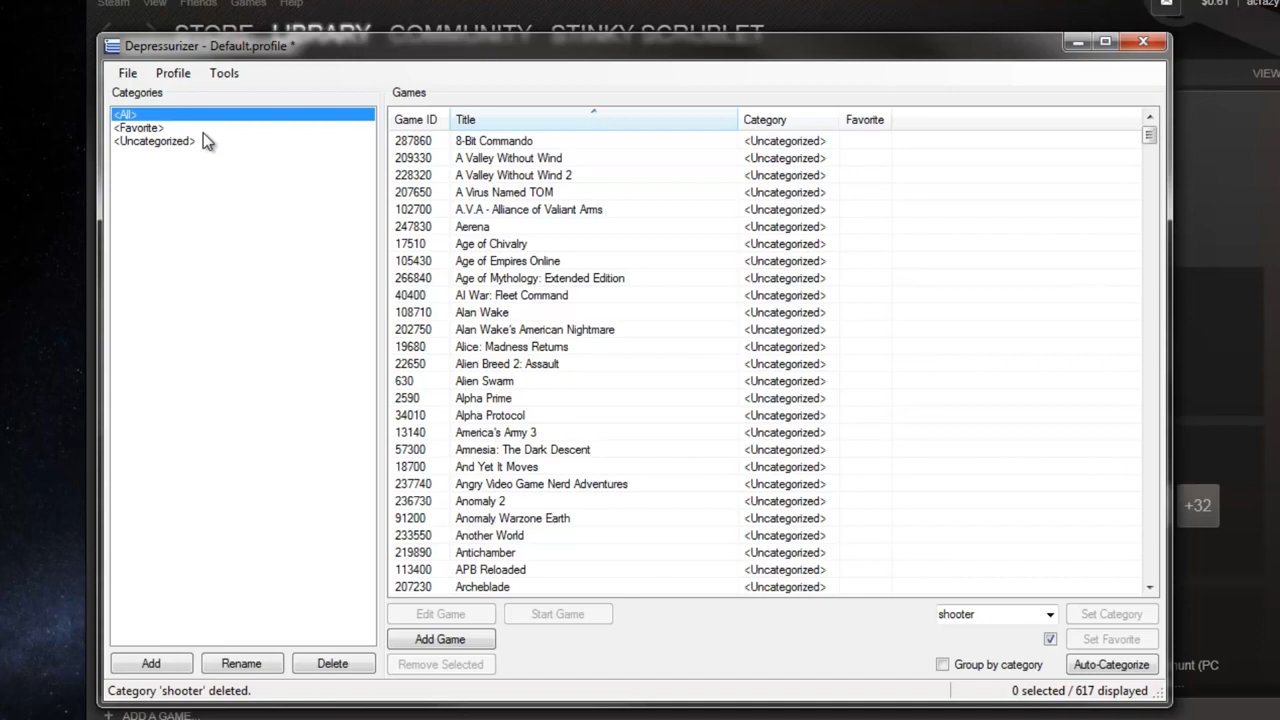 Steam View Friends Games Help
$0.61 acrazy
STORE LIBRARY COMMUNITY STINKY SCRUPLET
Depressurizer - Default.profile *
File Profile Tools
VIEW
Categories
<All>
<Favorite>
<Uncategorized>
Games
Game ID Title Category Favorite
287860 8-Bit Commando <Uncategorized>
209330 A Valley Without Wind <Uncategorized>
228320 A Valley Without Wind 2 <Uncategorized>
207650 A Virus Named TOM <Uncategorized>
102700 A.V.A - Alliance of Valiant Arms <Uncategorized>
247830 Aerena <Uncategorized>
17510 Age of Chivalry <Uncategorized>
105430 Age of Empires Online <Uncategorized>
266840 Age of Mythology: Extended Edition <Uncategorized>
40400 AI War: Fleet Command <Uncategorized>
108710 Alan Wake <Uncategorized>
202750 Alan Wake's American Nightmare <Uncategorized>
19680 Alice: Madness Returns <Uncategorized>
22650 Alien Breed 2: Assault <Uncategorized>
630 Alien Swarm <Uncategorized>
2590 Alpha Prime <Uncategorized>
34010 Alpha Protocol <Uncategorized>
13140 America's Army 3 <Uncategorized>
57300 Amnesia: The Dark Descent <Uncategorized>
18700 And Yet It Moves <Uncategorized>
237740 Angry Video Game Nerd Adventures <Uncategorized>
236730 Anomaly 2 <Uncategorized>
91200 Anomaly Warzone Earth <Uncategorized>
233550 Another World <Uncategorized>
219890 Antichamber <Uncategorized>
113400 APB Reloaded <Uncategorized>
207230 Archeblade <Uncategorized>
+32
Edit Game Start Game shooter Set Category
Add Game Set Favorite
Add Rename Delete Remove Selected Group by category Auto-Categorize
unt (PC
Category 'shooter' deleted. 0 selected / 617 displayed
+ ADD A GAME...